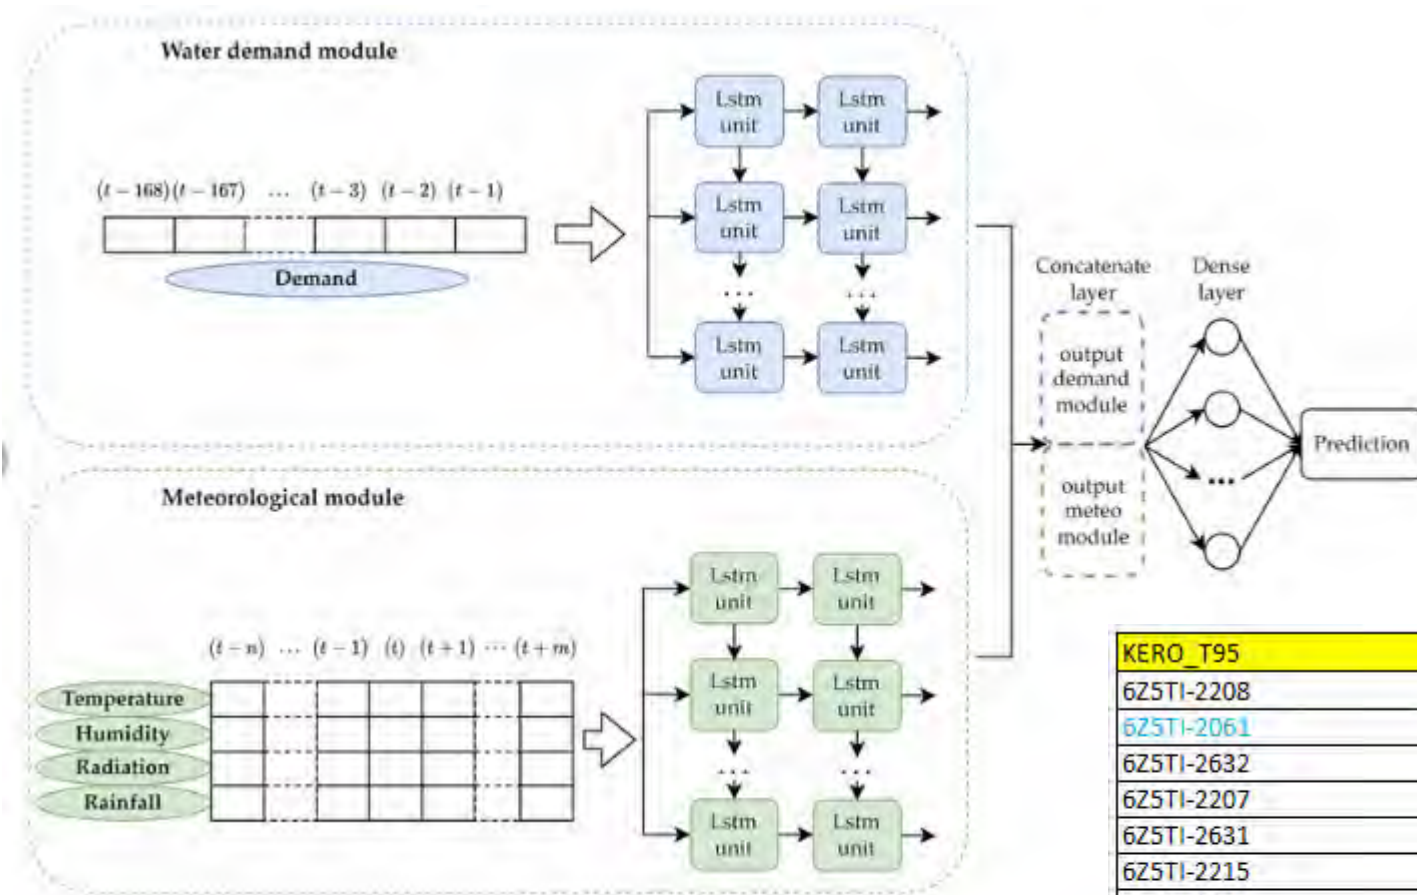 Water demand module
(t − 168)(t − 167) ... (t − 3) (t − 2) (t − 1)
Demand
Lstm unit
Lstm unit
Lstm unit
Lstm unit
...
...
Lstm unit
Lstm unit
Meteorological module
(t − n) ... (t − 1) (t) (t + 1) ... (t + m)
Temperature
Humidity
Radiation
Rainfall
Lstm unit
Lstm unit
Lstm unit
Lstm unit
...
...
Lstm unit
Lstm unit
Concatenate
layer
Dense
layer
output
demand
module
output
meteo
module
...
Prediction
KERO_T95
6Z5TI-2208
6Z5TI-2061
6Z5TI-2632
6Z5TI-2207
6Z5TI-2631
6Z5TI-2215